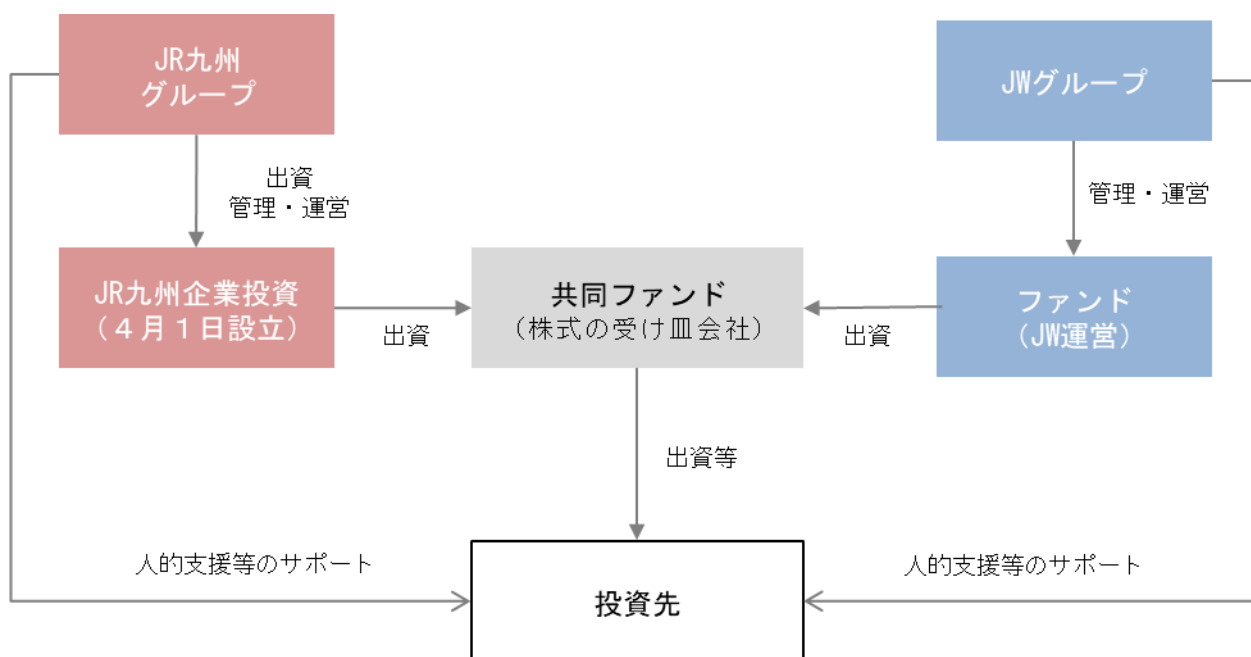 JR九州
グループ
JWグループ
出資
管理・運営
管理・運営
JR九州企業投資
（４月１日設立）
共同ファンド
（株式の受け皿会社）
ファンド
（JW運営）
出資
出資
出資等
人的支援等のサポート
人的支援等のサポート
投資先